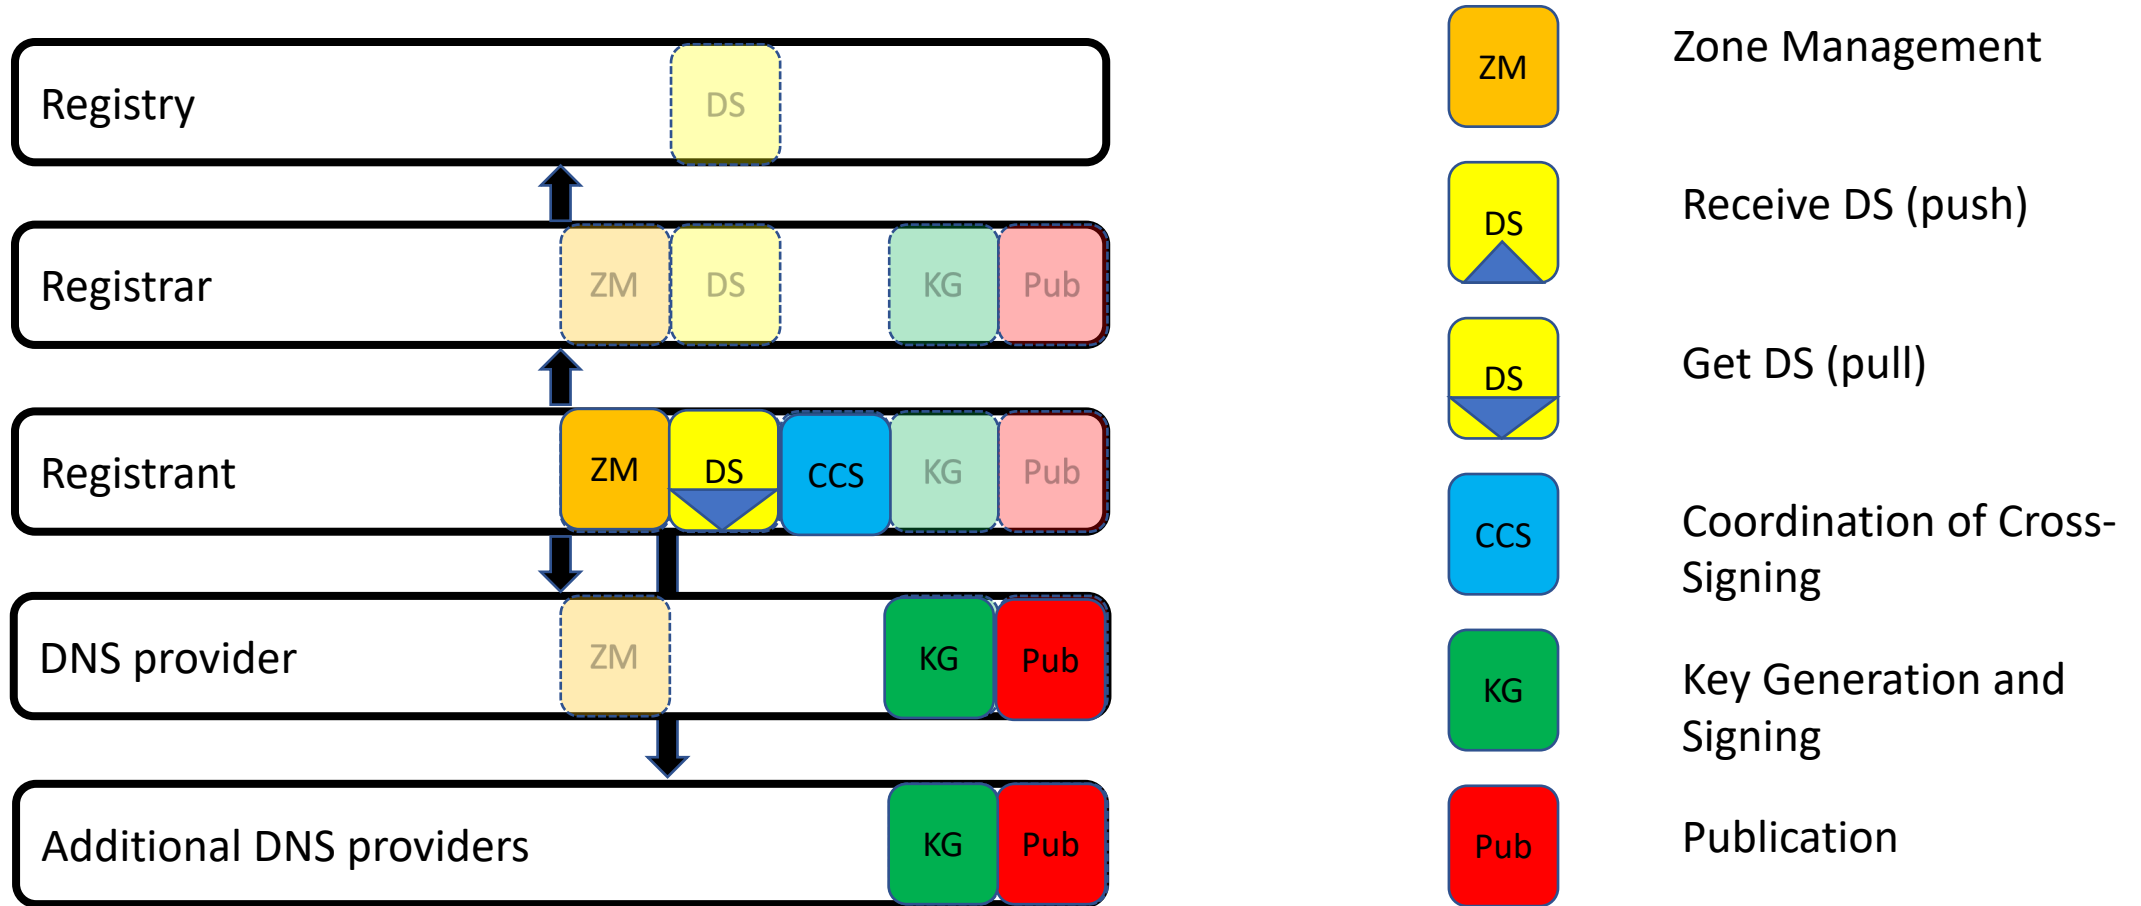 Registry
DS
Registrar
ZM
DS
KG
Pub
Registrant
ZM
DS
CCS
KG
Pub
DNS provider
ZM
KG
Pub
Additional DNS providers
KG
Pub
ZM
Zone Management
DS
Receive DS (push)
DS
Get DS (pull)
CCS
Coordination of Cross-
Signing
KG
Key Generation and
Signing
Pub
Publication